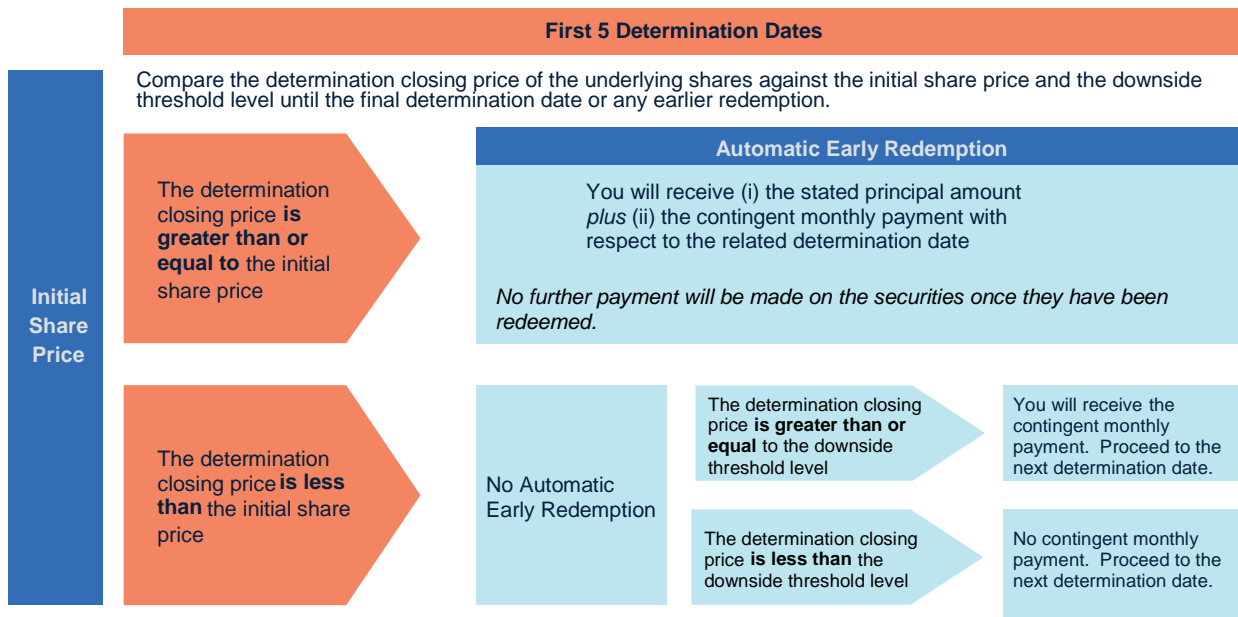 First 5 Determination Dates
Compare the determination closing price of the underlying shares against the initial share price and the downside
threshold level until the final determination date or any earlier redemption.
Initial
Share
Price
The determination
closing price is
greater than or
equal to the initial
share price
Automatic Early Redemption
You will receive (i) the stated principal amount
plus (ii) the contingent monthly payment with
respect to the related determination date
No further payment will be made on the securities once they have been
redeemed.
The determination
closing price is less
than the initial share
price
No Automatic
Early Redemption
The determination closing
price is greater than or
equal to the downside
threshold level
You will receive the
contingent monthly
payment. Proceed to the
next determination date.
The determination closing
price is less than the
downside threshold level
No contingent monthly
payment. Proceed to the
next determination date.